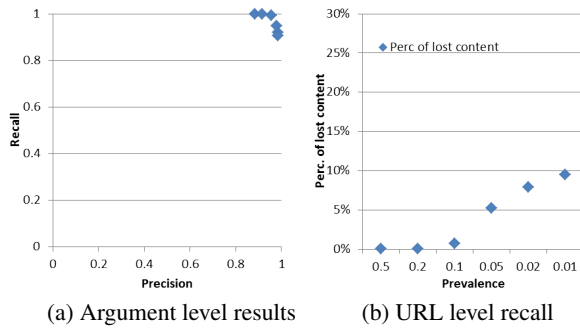 1
0.8
0.6
0.4
0.2
0
Recall
0 0.2 0.4 0.6 0.8 1
Precision
(a) Argument level results
30%
25%
20%
15%
10%
5%
0%
Perc. of lost content
Perc of lost content
0.5 0.2 0.1 0.05 0.02 0.01
Prevalence
(b) URL level recall